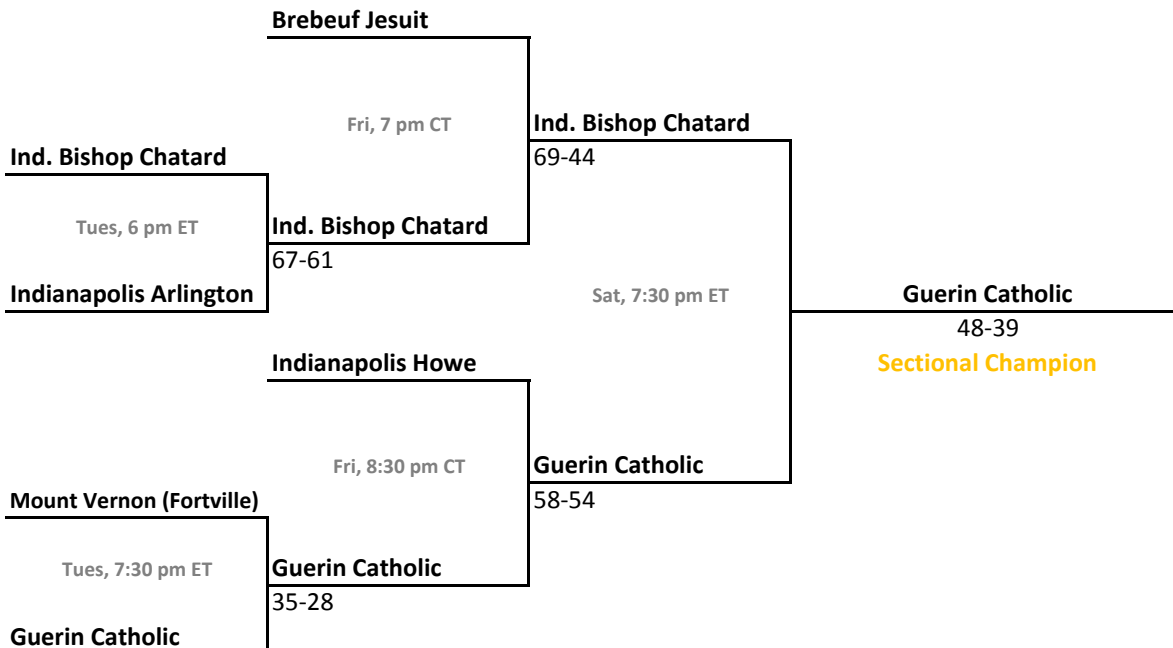 Brebeuf Jesuit
Fri, 7 pm CT
Ind. Bishop Chatard
Ind. Bishop Chatard
69-44
Tues, 6 pm ET
Ind. Bishop Chatard
67-61
Indianapolis Arlington
Sat, 7:30 pm ET
Guerin Catholic
48-39
Indianapolis Howe
Sectional Champion
Fri, 8:30 pm CT
Guerin Catholic
Mount Vernon (Fortville)
58-54
Tues, 7:30 pm ET
Guerin Catholic
35-28
Guerin Catholic